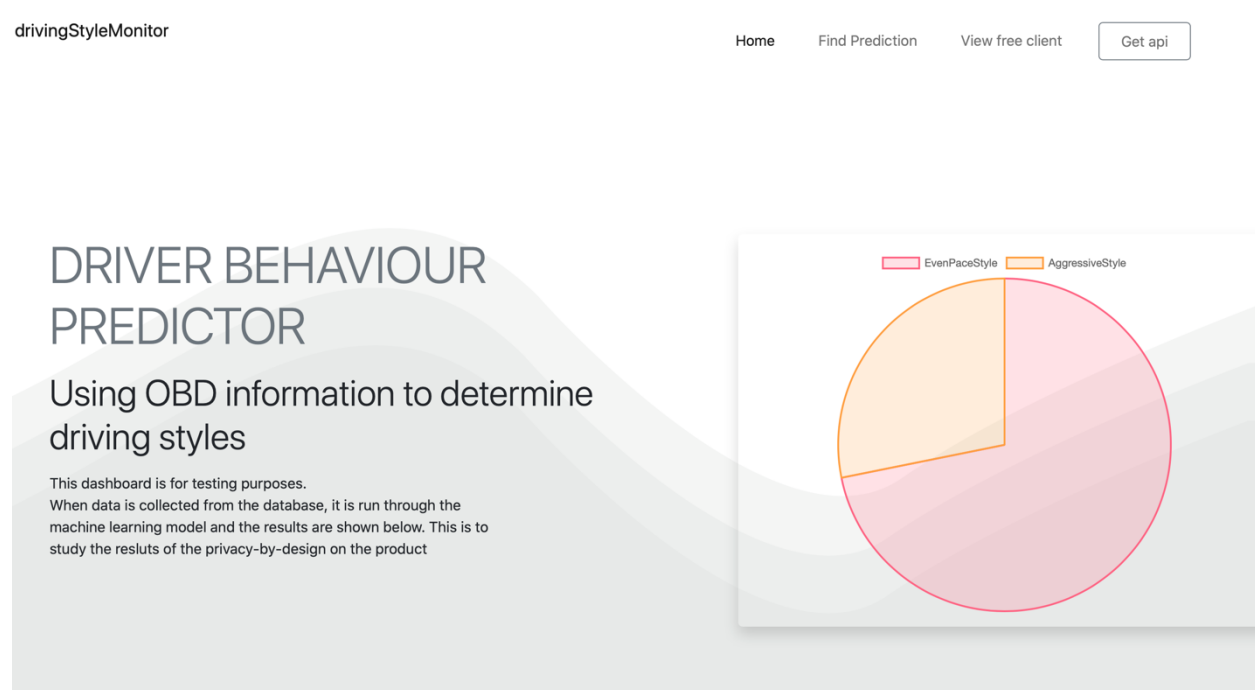 drivingStyleMonitor
Home Find Prediction View free client Get api
DRIVER BEHAVIOUR
PREDICTOR
Using OBD information to determine
driving styles
This dashboard is for testing purposes.
When data is collected from the database, it is run through the
machine learning model and the results are shown below. This is to
study the resluts of the privacy-by-design on the product
EvenPaceStyle AggressiveStyle